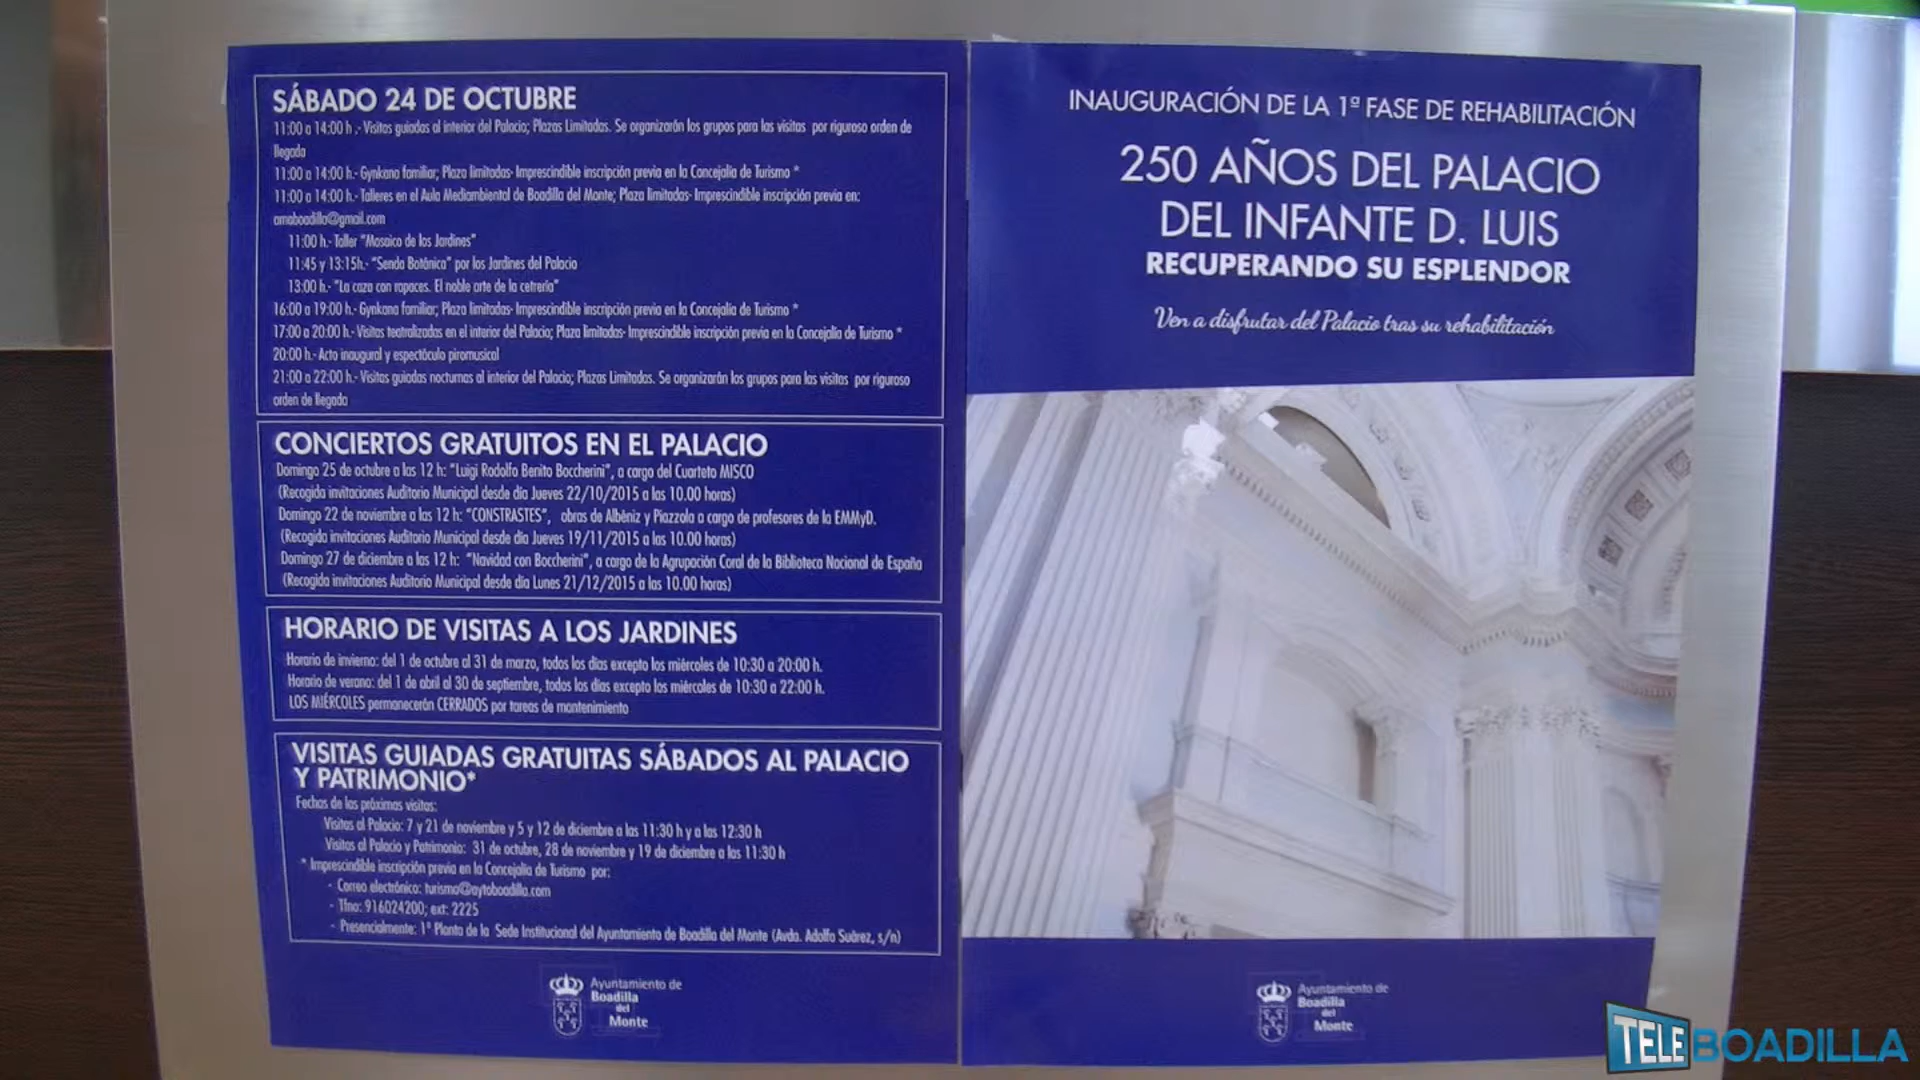 SÁBADO 24 DE OCTUBRE
11:00 a 14:00 h .- Visitas guiadas al interior del Palacio; Plazas Limitadas. Se organizarán los grupos para las visitas por riguroso orden de
llegada
11:00 a 14:00 h.- Gynkana familiar; Plaza limitadas- Imprescindible inscripción previa en la Concejalía de Turismo *
11:00 a 14:00 h.- Talleres en el Aula Mediambiental de Boadilla del Monte; Plaza limitadas- Imprescindible inscripción previa en:
amaboadilla@gmail.com
11:00 h.- Taller "Mosaico de los Jardines"
11:45 y 13:15h.- "Senda Botánica" por los Jardines del Palacio
13:00 h.- "La caza con rapaces. El noble arte de la cetrería"
16:00 a 19:00 h.- Gynkana familiar; Plaza limitadas- Imprescindible inscripción previa en la Concejalía de Turismo *
17:00 a 20:00 h.- Visitas teatralizadas en el interior del Palacio; Plaza limitadas- Imprescindible inscripción previa en la Concejalía de Turismo *
20:00 h.- Acto inaugural y espectáculo piromusical
21:00 a 22:00 h.- Visitas guiadas nocturnas al interior del Palacio; Plazas Limitadas. Se organizarán los grupos para las visitas por riguroso
orden de llegada
CONCIERTOS GRATUITOS EN EL PALACIO
Domingo 25 de octubre a las 12 h: "Luigi Rodolfo Benito Boccherini", a cargo del Cuarteto MISCO
(Recogida invitaciones Auditorio Municipal desde día Jueves 22/10/2015 a las 10.00 horas)
Domingo 22 de noviembre a las 12 h: "CONSTRASTES", obras de Albéniz y Piazzola a cargo de profesores de la EMMyD.
(Recogida invitaciones Auditorio Municipal desde día Jueves 19/11/2015 a las 10.00 horas)
Domingo 27 de diciembre a las 12 h: "Navidad con Boccherini", a cargo de la Agrupación Coral de la Biblioteca Nacional de España
(Recogida invitaciones Auditorio Municipal desde día Lunes 21/12/2015 a las 10.00 horas)
HORARIO DE VISITAS A LOS JARDINES
Horario de invierno: del 1 de octubre al 31 de marzo, todos los días excepto los miércoles de 10:30 a 20:00 h.
Horario de verano: del 1 de abril al 30 de septiembre, todos los días excepto los miércoles de 10:30 a 22:00 h.
LOS MIÉRCOLES permanecerán CERRADOS por tareas de mantenimiento
VISITAS GUIADAS GRATUITAS SÁBADOS AL PALACIO
Y PATRIMONIO*
Fechas de las próximas visitas:
Visitas al Palacio: 7 y 21 de noviembre y 5 y 12 de diciembre a las 11:30 h y a las 12:30 h
Visitas al Palacio y Patrimonio: 31 de octubre, 28 de noviembre y 19 de diciembre a las 11:30 h
* Imprescindible inscripción previa en la Concejalía de Turismo por:
- Correo electrónico: turismo@aytoboadilla.com
- Tfno: 916024200; ext: 2225
- Presencialmente: 1ª Planta de la Sede Institucional del Ayuntamiento de Boadilla del Monte (Avda. Adolfo Suárez, s/n)
Ayuntamiento de
Boadilla
del
Monte
INAUGURACIÓN DE LA 1ª FASE DE REHABILITACIÓN
250 AÑOS DEL PALACIO
DEL INFANTE D. LUIS
RECUPERANDO SU ESPLENDOR
Ven a disfrutar del Palacio tras su rehabilitación
Ayuntamiento de
Boadilla
del
Monte
TELEBOADILLA